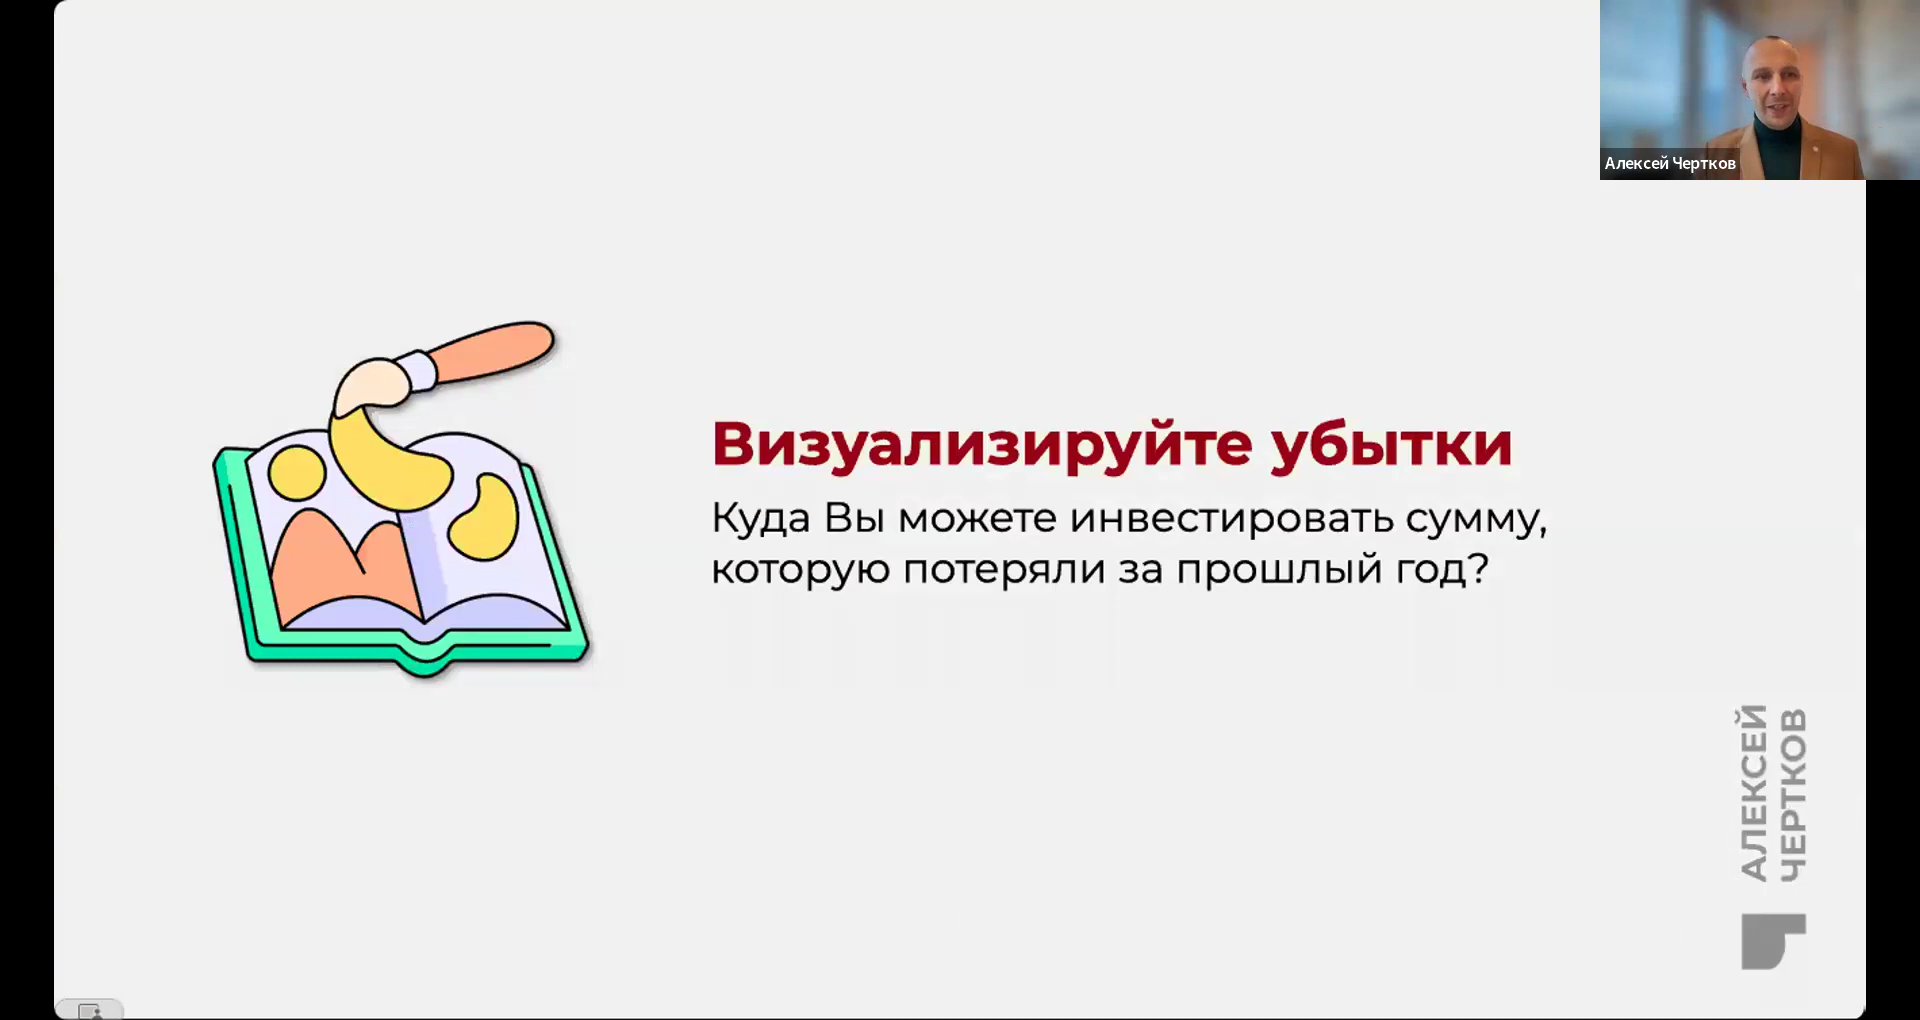 Алексей Чертков
Визуализируйте убытки
Куда Вы можете инвестировать сумму,
которую потеряли за прошлый год?
АЛЕКСЕЙ
ЧЕРТКОВ